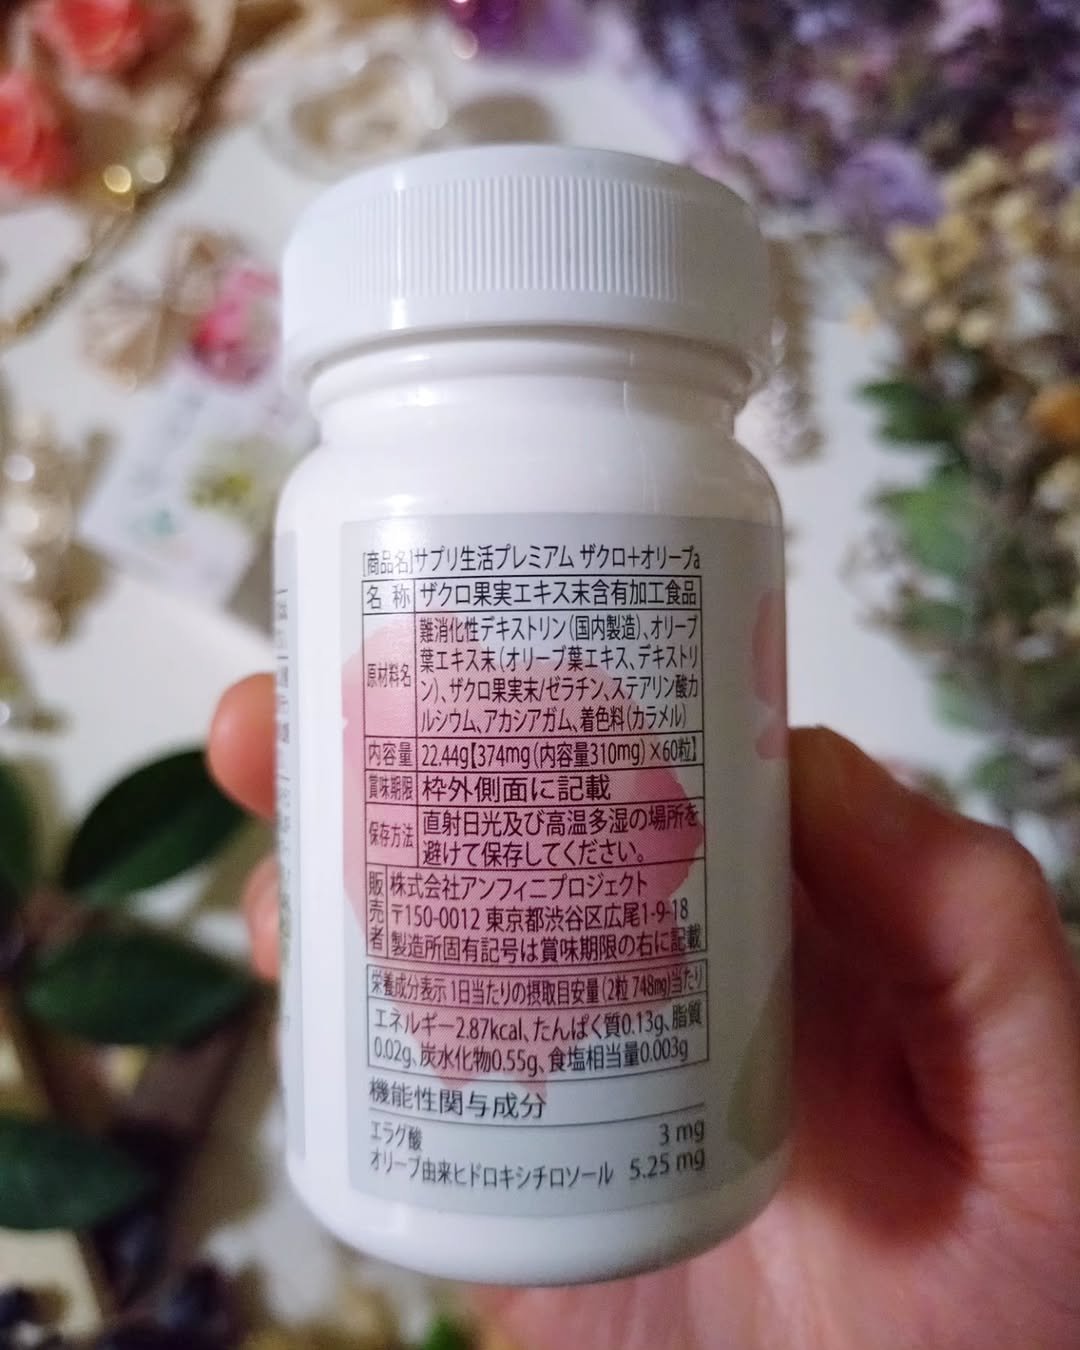 [商品名]サプリ生活プレミアム ザクロ+オリーブa
名 称 ザクロ果実エキス末含有加工食品
原材料名 難消化性デキストリン(国内製造)、オリーブ
葉エキス末(オリーブ葉エキス、デキストリ
ン)、ザクロ果実末/ゼラチン、ステアリン酸カ
ルシウム、アカシアガム、着色料(カラメル)
内容量 22.44g【374mg(内容量310mg)×60粒】
賞味期限 枠外側面に記載
保存方法 直射日光及び高温多湿の場所を
避けて保存してください。
販売者 株式会社アンフィニプロジェクト
〒150-0012 東京都渋谷区広尾1-9-18
製造所固有記号は賞味期限の右に記載
栄養成分表示 1日当たりの摂取目安量(2粒 748mg)当たり
エネルギー2.87kcal、たんぱく質0.13g、脂質
0.02g、炭水化物0.55g、食塩相当量0.003g
機能性関与成分
エラグ酸 3 mg
オリーブ由来ヒドロキシチロソール 5.25 mg